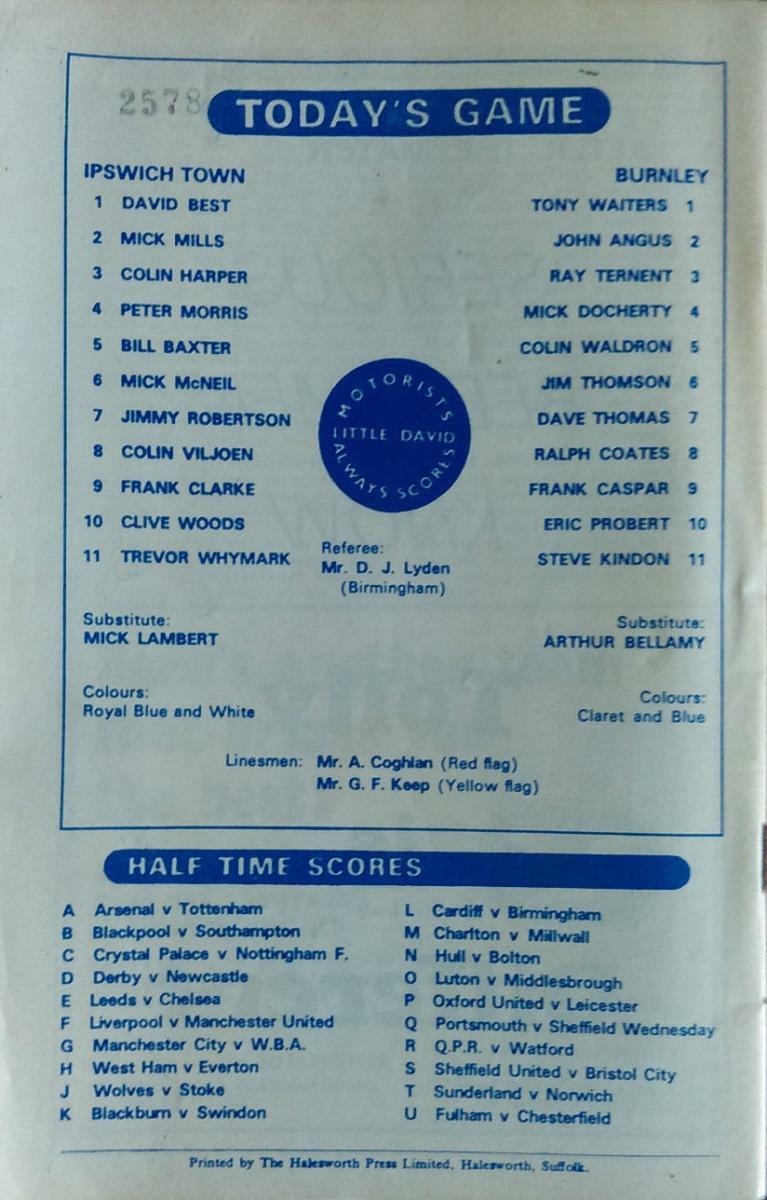 2578
TODAY'S GAME
IPSWICH TOWN BURNLEY
1 DAVID BEST TONY WAITERS 1
2 MICK MILLS JOHN ANGUS 2
3 COLIN HARPER RAY TERNENT 3
4 PETER MORRIS MICK DOCHERTY 4
5 BILL BAXTER COLIN WALDRON 5
6 MICK McNEIL JIM THOMSON 6
7 JIMMY ROBERTSON DAVE THOMAS 7
8 COLIN VILJOEN RALPH COATES 8
9 FRANK CLARKE FRANK CASPAR 9
10 CLIVE WOODS ERIC PROBERT 10
11 TREVOR WHYMARK STEVE KINDON 11
MOTORISTS
LITTLE DAVID
ALWAYS SCORES
Referee:
Mr. D. J. Lyden
(Birmingham)
Substitute: Substitute:
MICK LAMBERT ARTHUR BELLAMY
Colours: Colours:
Royal Blue and White Claret and Blue
Linesmen: Mr. A. Coghlan (Red flag)
Mr. G. F. Keep (Yellow flag)
HALF TIME SCORES
A Arsenal v Tottenham
B Blackpool v Southampton
C Crystal Palace v Nottingham F.
D Derby v Newcastle
E Leeds v Chelsea
F Liverpool v Manchester United
G Manchester City v W.B.A.
H West Ham v Everton
J Wolves v Stoke
K Blackburn v Swindon
L Cardiff v Birmingham
M Charlton v Millwall
N Hull v Bolton
O Luton v Middlesbrough
P Oxford United v Leicester
Q Portsmouth v Sheffield Wednesday
R Q.P.R. v Watford
S Sheffield United v Bristol City
T Sunderland v Norwich
U Fulham v Chesterfield
Printed by The Halesworth Press Limited, Halesworth, Suffolk.